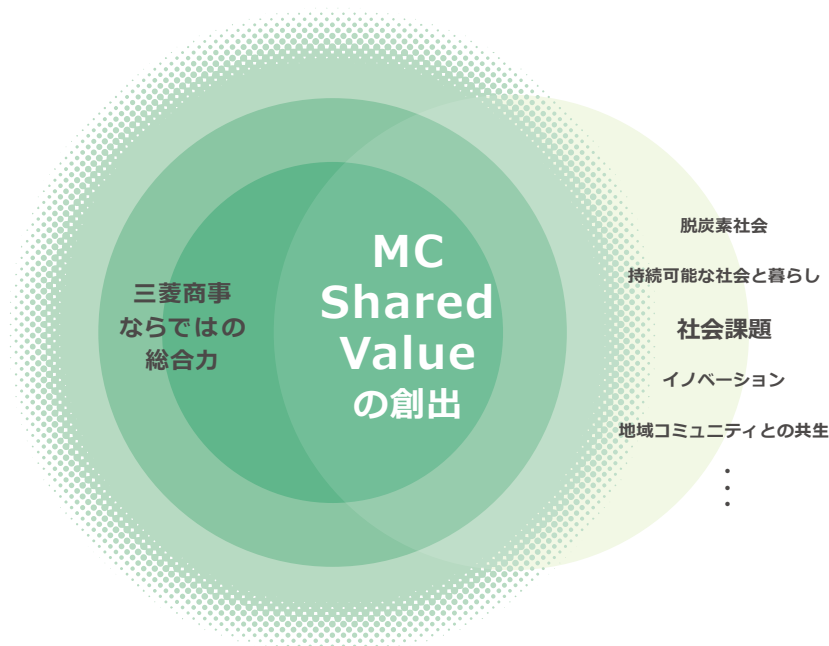 三菱商事
ならではの
総合力
MC
Shared
Value
の創出
脱炭素社会
持続可能な社会と暮らし
社会課題
イノベーション
地域コミュニティとの共生
・
・
・